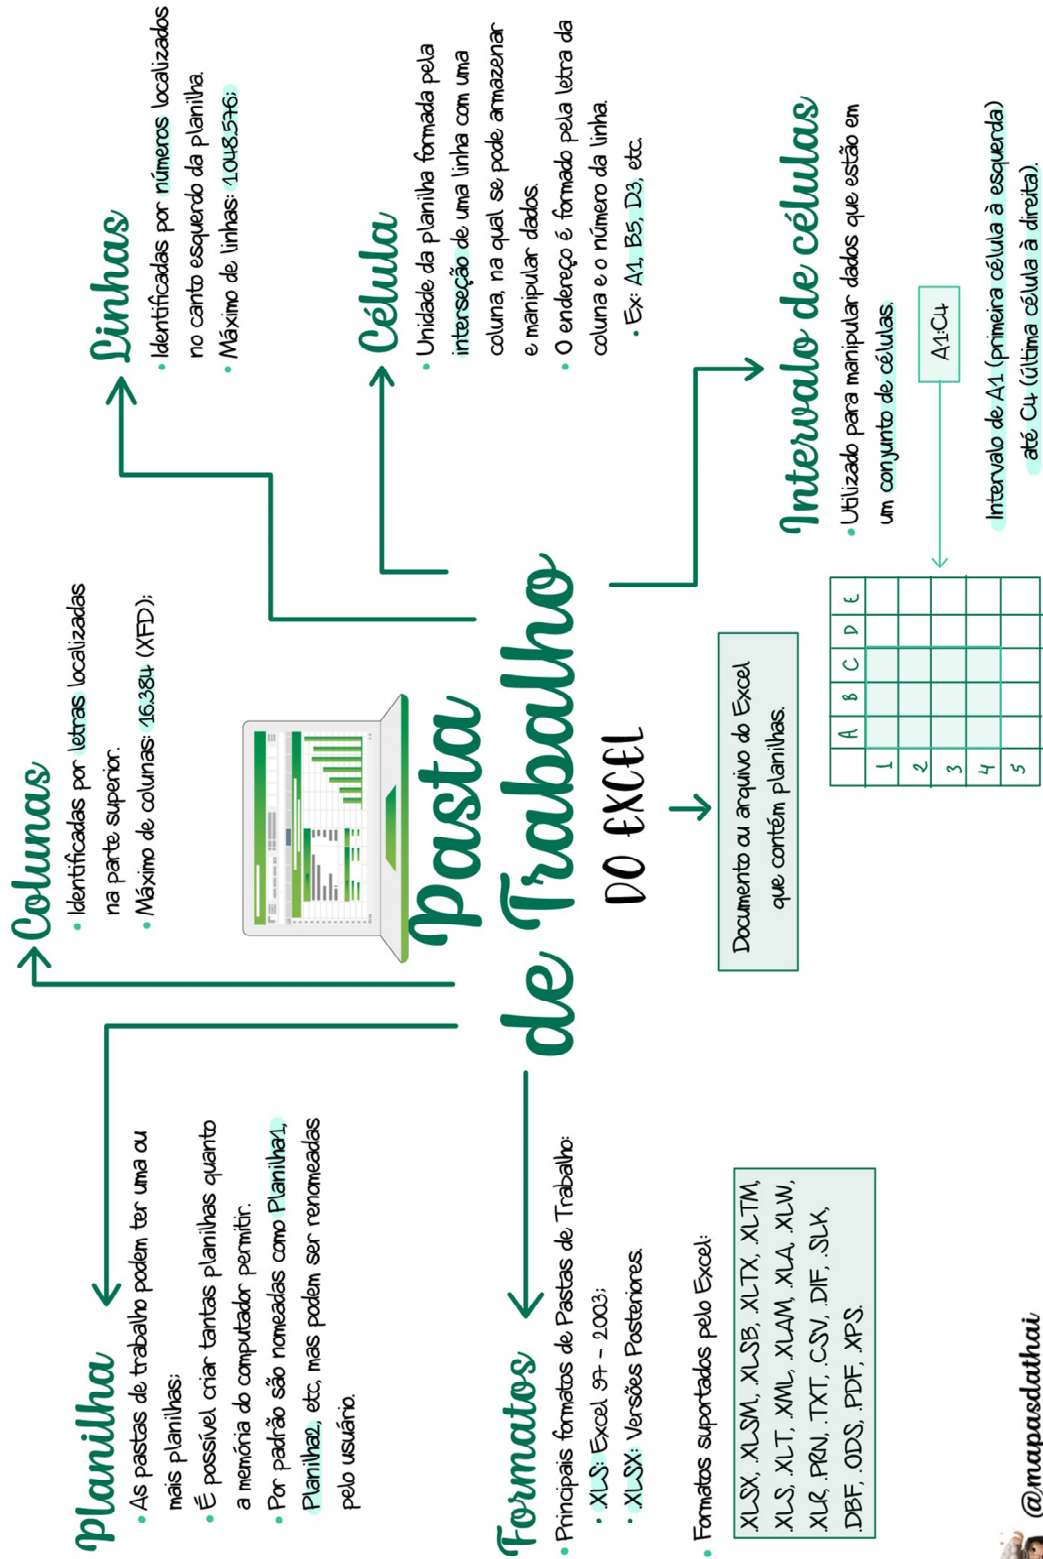 Planilha
• As pastas de trabalho podem ter uma ou
mais planilhas;
• É possível criar tantas planilhas quanto
a memória do computador permitir.
• Por padrão são nomeadas como Planilha1,
Planilha2, etc, mas podem ser renomeadas
pelo usuário.
Colunas
• Identificadas por letras localizadas
na parte superior.
• Máximo de colunas: 16.384 (XFD);
Linhas
• Identificadas por números localizados
no canto esquerdo da planilha.
• Máximo de linhas: 1048.576;
Célula
• Unidade da planilha formada pela
interseção de uma linha com uma
coluna, na qual se pode armazenar
e manipular dados.
• O endereço é formado pela letra da
coluna e o número da linha.
• Ex: A1, B5, D3, etc.
Pasta
de Trabalho
DO EXCEL
Documento ou arquivo do Excel
que contém planilhas.
Formatos
• Principais formatos de Pastas de Trabalho:
• .XLS: Excel 97 - 2003;
• .XLSX: Versões Posteriores.
• Formatos suportados pelo Excel:
.XLSX, .XLSM, .XLSB, .XLTX, .XLTM,
.XLS, .XLT, .XML, .XLAM, .XLA, .XLW,
.XLR, .PRN, .TXT, .CSV, .DIF, .SLK,
.DBF, .ODS, .PDF, .XPS.
Intervalo de células
• Utilizado para manipular dados que estão em
um conjunto de células.
A B C D E
1
2
3
4
5
A1:C4
Intervalo de A1 (primeira célula à esquerda)
até C4 (última célula à direita).
@mapasdathai